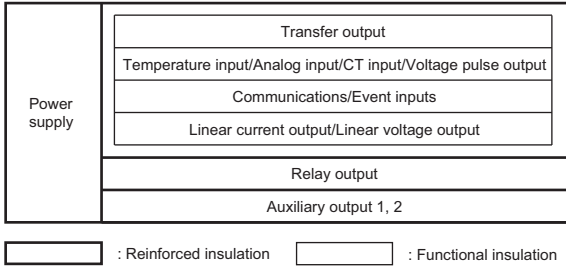 Power
supply
Transfer output
Temperature input/Analog input/CT input/Voltage pulse output
Communications/Event inputs
Linear current output/Linear voltage output
Relay output
Auxiliary output 1, 2
: Reinforced insulation
: Functional insulation